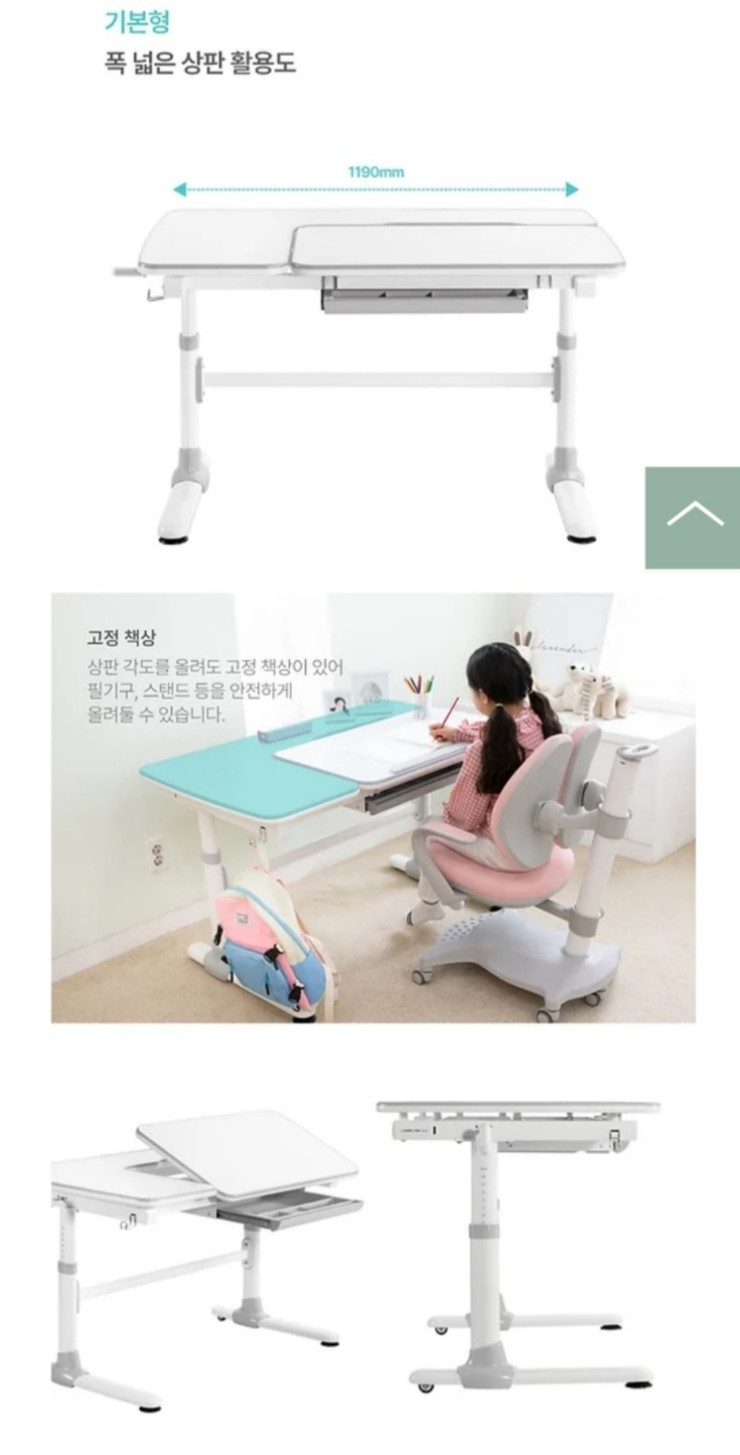 기본형
폭 넓은 상판 활용도
1190mm
고정 책상
상판 각도를 올려도 고정 책상이 있어
필기구, 스탠드 등을 안전하게
올려둘 수 있습니다.
lavender